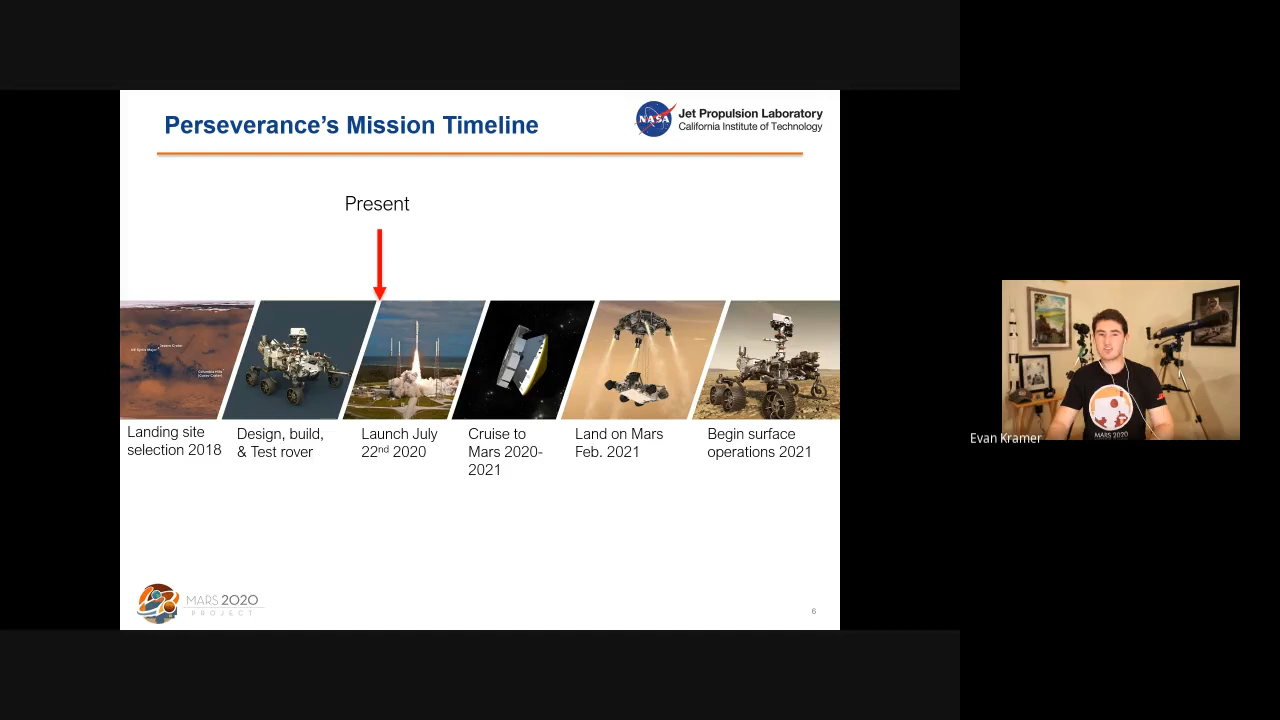 Perseverance's Mission Timeline
NASA
Jet Propulsion Laboratory
California Institute of Technology
Present
Landing site
selection 2018
Design, build,
& Test rover
Launch July
22nd 2020
Cruise to
Mars 2020-
2021
Land on Mars
Feb. 2021
Begin surface
operations 2021
MARS 2020
PROJECT
6
MARS 2020
Evan Kramer